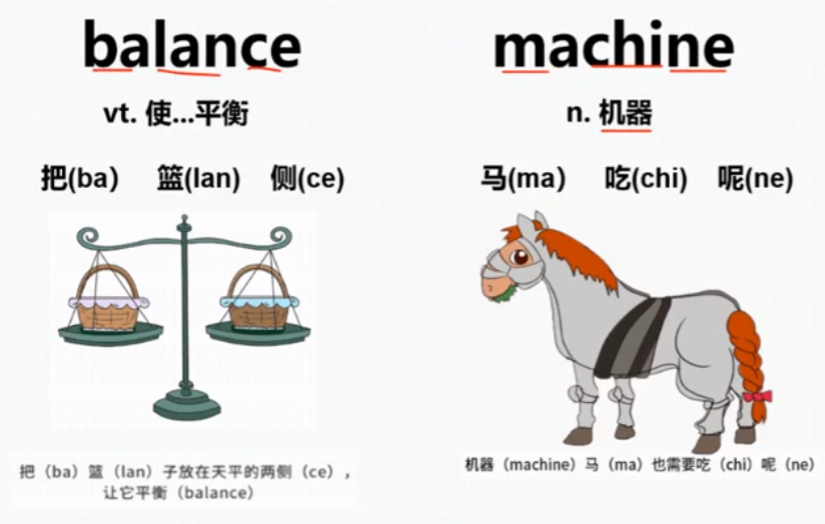 balance
vt. 使...平衡
把(ba） 篮(lan) 侧(ce)
把（ba）篮（lan）子放在天平的两侧（ce），
让它平衡（balance）
machine
n. 机器
马(ma） 吃(chi) 呢(ne)
机器（machine）马（ma）也需要吃（chi）呢（ne）